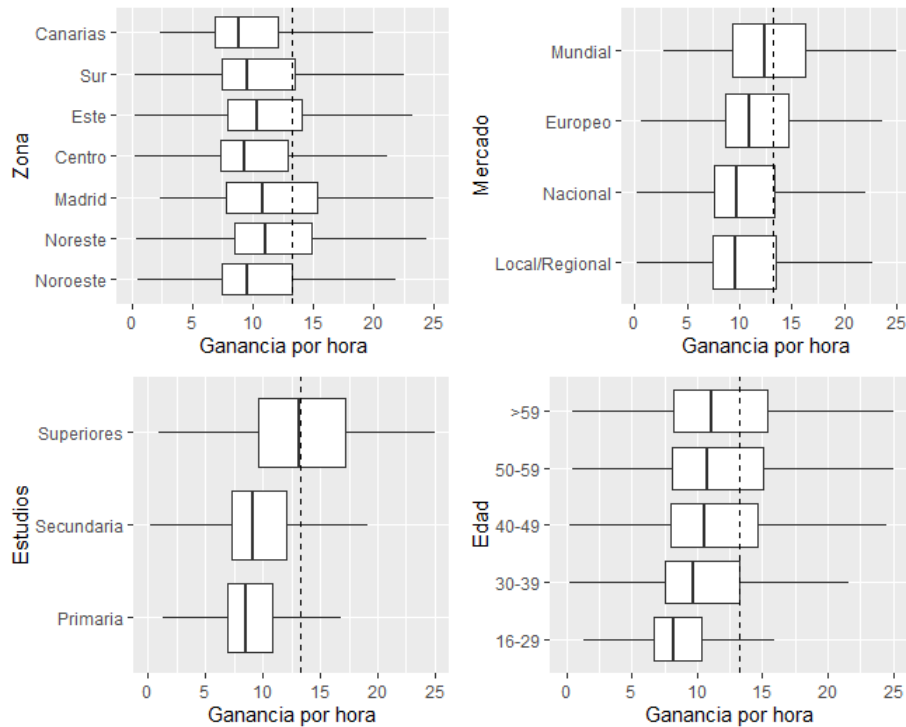 Zona
Canarias
Sur
Este
Centro
Madrid
Noreste
Noroeste
0 5 10 15 20 25
Ganancia por hora
Mercado
Mundial
Europeo
Nacional
Local/Regional
0 5 10 15 20 25
Ganancia por hora
Estudios
Superiores
Secundaria
Primaria
0 5 10 15 20 25
Ganancia por hora
Edad
>59
50-59
40-49
30-39
16-29
0 5 10 15 20 25
Ganancia por hora